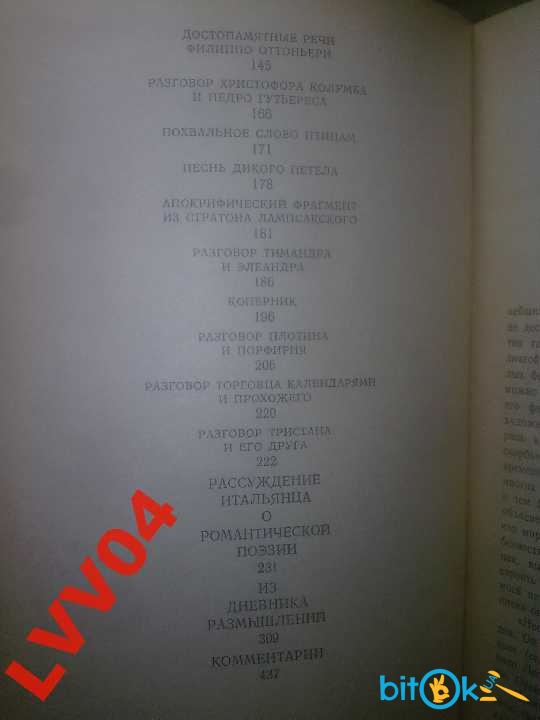 ДОСТОПАМЯТНЫЕ РЕЧИ
ФИЛИППО ОТТОНЬЕРИ
145
РАЗГОВОР ХРИСТОФОРА КОЛУМБА
И ПЕДРО ГУТЬЕРЕСА
166
ПОХВАЛЬНОЕ СЛОВО ПТИЦАМ
171
ПЕСНЬ ДИКОГО ПЕТЕЛА
178
АПОКРИФИЧЕСКИЙ ФРАГМЕНТ
ИЗ СТРАТОНА ЛАМПСАКСКОГО
181
РАЗГОВОР ТИМАНДРА
И ЭЛЕАНДРА
186
КОПЕРНИК
196
РАЗГОВОР ПЛОТИНА
И ПОРФИРИЯ
206
РАЗГОВОР ТОРГОВЦА КАЛЕНДАРЯМИ
И ПРОХОЖЕГО
220
РАЗГОВОР ТРИСТАНА
И ЕГО ДРУГА
222
РАССУЖДЕНИЕ
ИТАЛЬЯНЦА
О
РОМАНТИЧЕСКОЙ
ПОЭЗИИ
231
ИЗ
ДНЕВНИКА
РАЗМЫШЛЕНИЙ
309
КОММЕНТАРИИ
437
LVV04
bitOk
UA